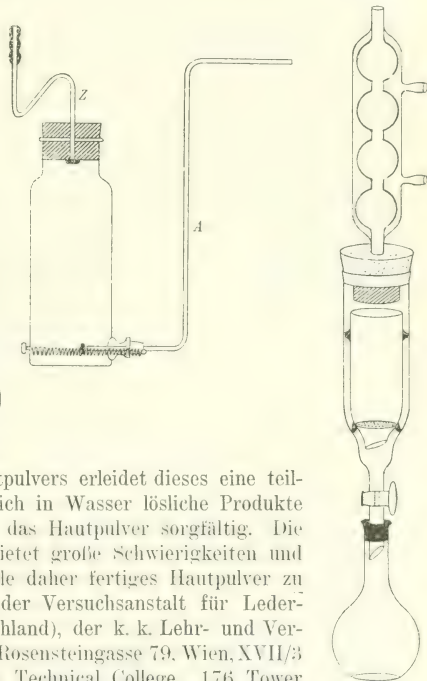 Z
A
tpulvers erleidet dieses eine teil-
ich in Wasser lösliche Produkte
das Hautpulver sorgfältig. Die
ietet große Schwierigkeiten und
le daher fertiges Hautpulver zu
der Versuchsanstalt für Leder-
hland), der k. k. Lehr- und Ver-
Rosensteingasse 79, Wien, XVII/3
Technical College, 176 Tower